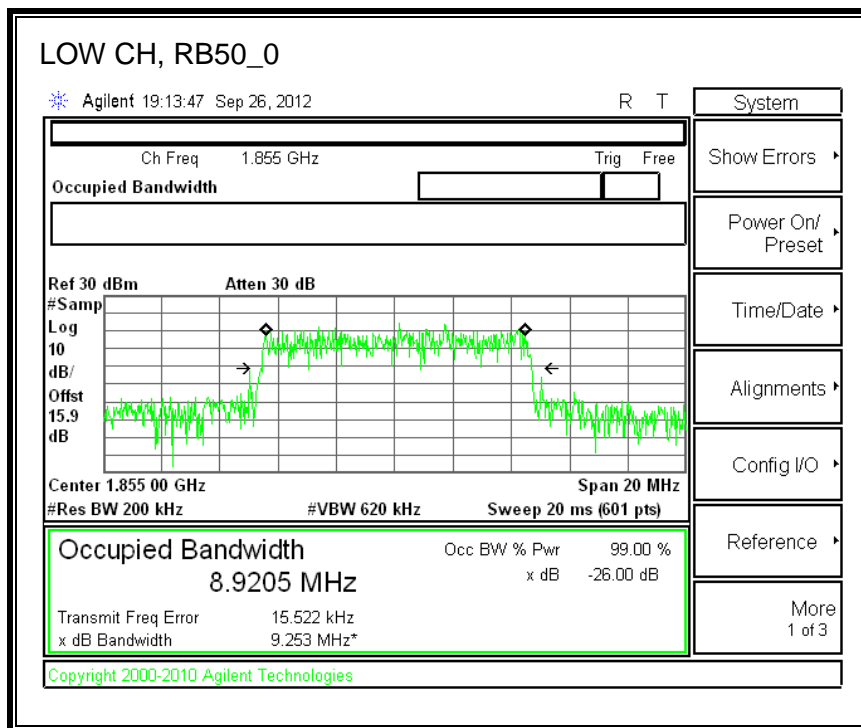 LOW CH, RB50_0
Agilent 19:13:47 Sep 26, 2012 R T
System
Ch Freq 1.855 GHz Trig Free
Occupied Bandwidth
Show Errors
Power On/
Preset
Time/Date
Alignments
Config I/O
Reference
More
1 of 3
Ref 30 dBm Atten 30 dB
#Samp
Log
10
dB/
Offst
15.9
dB
Center 1.855 00 GHz Span 20 MHz
#Res BW 200 kHz #VBW 620 kHz Sweep 20 ms (601 pts)
Occupied Bandwidth Occ BW % Pwr 99.00 %
8.9205 MHz x dB -26.00 dB
Transmit Freq Error 15.522 kHz
x dB Bandwidth 9.253 MHz*
Copyright 2000-2010 Agilent Technologies